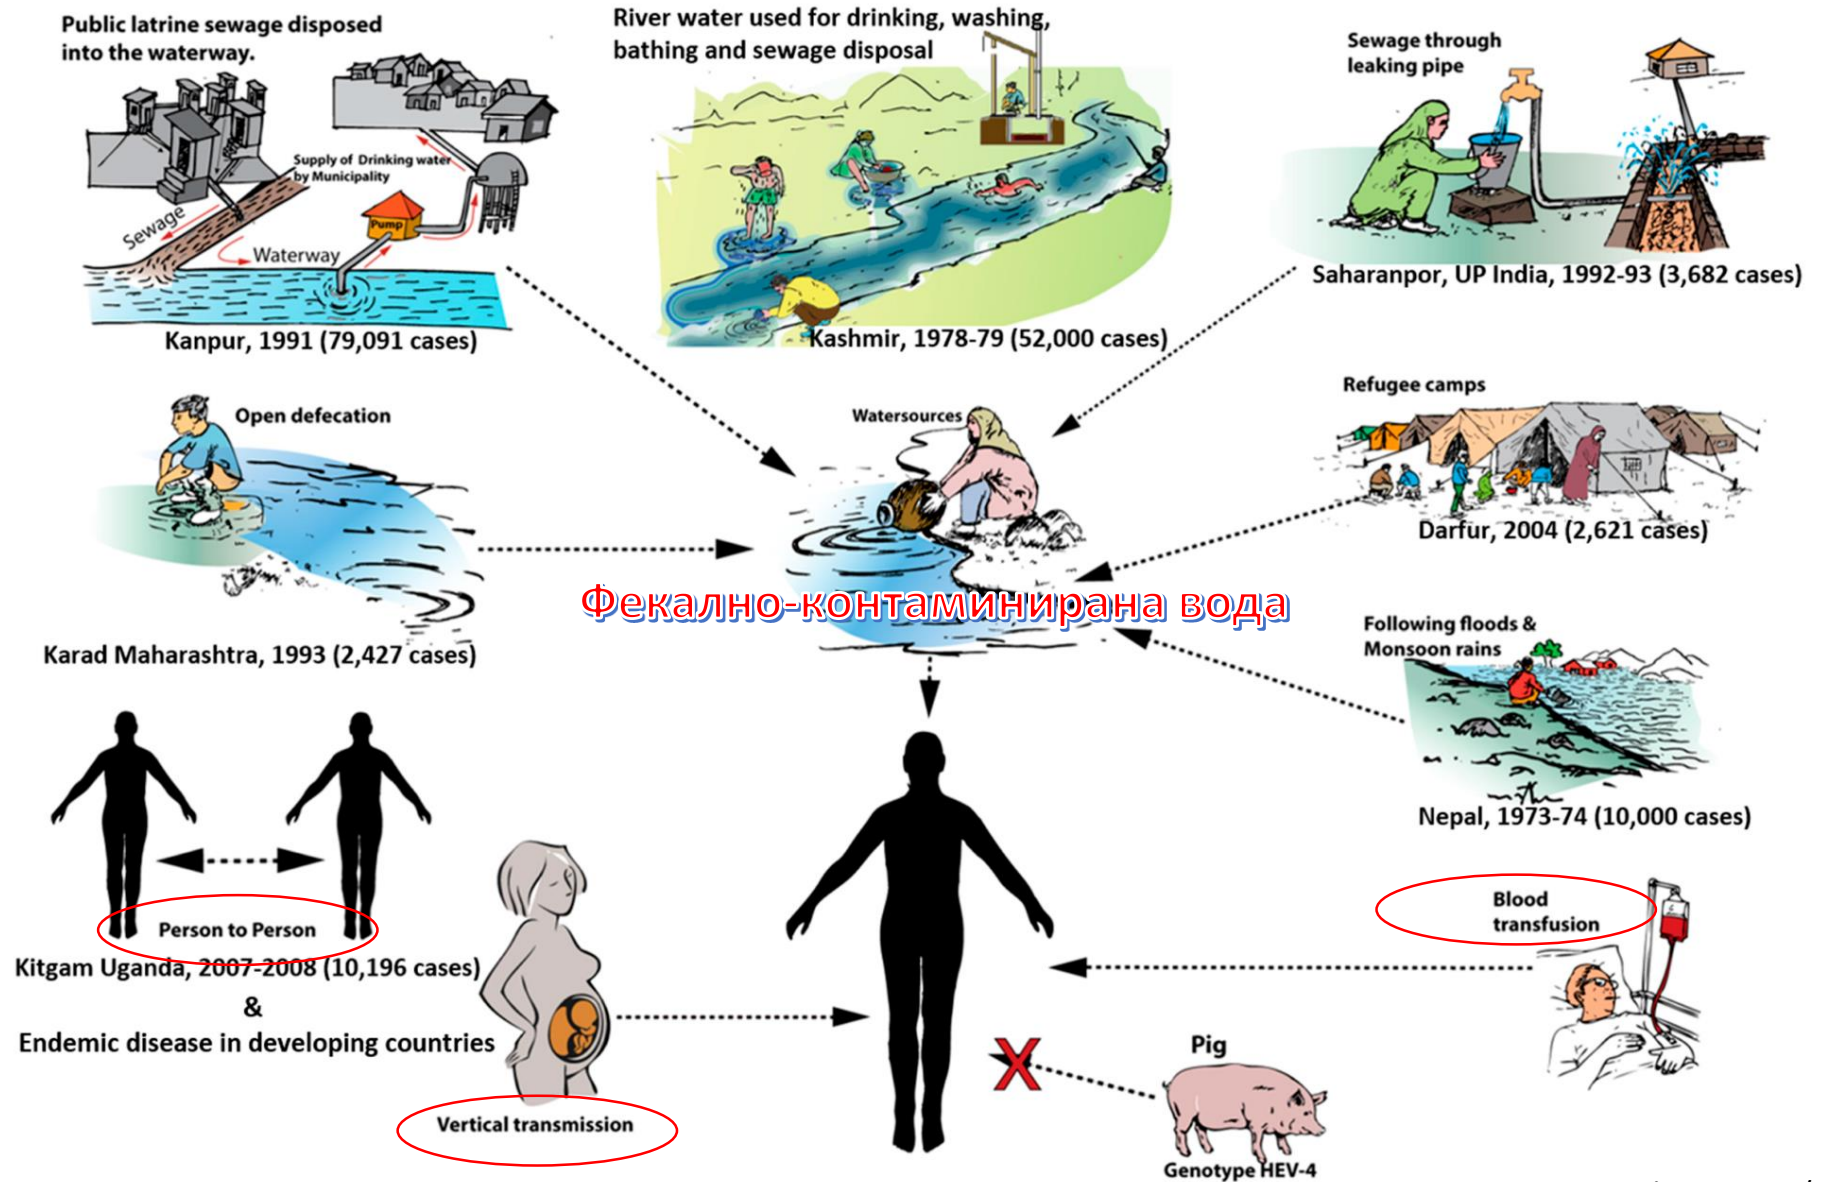 Public latrine sewage disposed
into the waterway.
Supply of Drinking water
by Municipality
Sewage
Pump
Waterway
Kanpur, 1991 (79,091 cases)
River water used for drinking, washing,
bathing and sewage disposal
Kashmir, 1978-79 (52,000 cases)
Sewage through
leaking pipe
Saharanpor, UP India, 1992-93 (3,682 cases)
Open defecation
Karad Maharashtra, 1993 (2,427 cases)
Watersources
Refugee camps
Darfur, 2004 (2,621 cases)
Фекално-контаминирана вода
Following floods &
Monsoon rains
Nepal, 1973-74 (10,000 cases)
Person to Person
Kitgam Uganda, 2007-2008 (10,196 cases)
&
Endemic disease in developing countries
Vertical transmission
Blood
transfusion
X
Pig
Genotype HEV-4